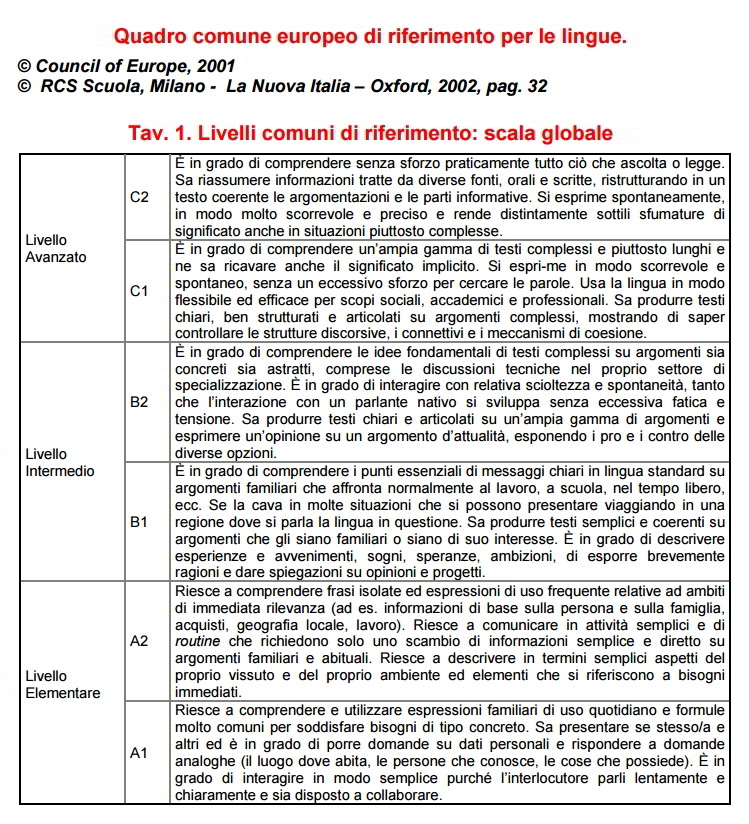 Quadro comune europeo di riferimento per le lingue.
© Council of Europe, 2001
© RCS Scuola, Milano - La Nuova Italia – Oxford, 2002, pag. 32
Tav. 1. Livelli comuni di riferimento: scala globale
Livello
Avanzato
C2
È in grado di comprendere senza sforzo praticamente tutto ciò che ascolta o legge.
Sa riassumere informazioni tratte da diverse fonti, orali e scritte, ristrutturando in un
testo coerente le argomentazioni e le parti informative. Si esprime spontaneamente,
in modo molto scorrevole e preciso e rende distintamente sottili sfumature di
significato anche in situazioni piuttosto complesse.
C1
È in grado di comprendere un'ampia gamma di testi complessi e piuttosto lunghi e
ne sa ricavare anche il significato implicito. Si espri-me in modo scorrevole e
spontaneo, senza un eccessivo sforzo per cercare le parole. Usa la lingua in modo
flessibile ed efficace per scopi sociali, accademici e professionali. Sa produrre testi
chiari, ben strutturati e articolati su argomenti complessi, mostrando di saper
controllare le strutture discorsive, i connettivi e i meccanismi di coesione.
Livello
Intermedio
B2
È in grado di comprendere le idee fondamentali di testi complessi su argomenti sia
concreti sia astratti, comprese le discussioni tecniche nel proprio settore di
specializzazione. È in grado di interagire con relativa scioltezza e spontaneità, tanto
che l'interazione con un parlante nativo si sviluppa senza eccessiva fatica e
tensione. Sa produrre testi chiari e articolati su un'ampia gamma di argomenti e
esprimere un'opinione su un argomento d'attualità, esponendo i pro e i contro delle
diverse opzioni.
B1
È in grado di comprendere i punti essenziali di messaggi chiari in lingua standard su
argomenti familiari che affronta normalmente al lavoro, a scuola, nel tempo libero,
ecc. Se la cava in molte situazioni che si possono presentare viaggiando in una
regione dove si parla la lingua in questione. Sa produrre testi semplici e coerenti su
argomenti che gli siano familiari o siano di suo interesse. È in grado di descrivere
esperienze e avvenimenti, sogni, speranze, ambizioni, di esporre brevemente
ragioni e dare spiegazioni su opinioni e progetti.
Livello
Elementare
A2
Riesce a comprendere frasi isolate ed espressioni di uso frequente relative ad ambiti
di immediata rilevanza (ad es. informazioni di base sulla persona e sulla famiglia,
acquisti, geografia locale, lavoro). Riesce a comunicare in attività semplici e di
routine che richiedono solo uno scambio di informazioni semplice e diretto su
argomenti familiari e abituali. Riesce a descrivere in termini semplici aspetti del
proprio vissuto e del proprio ambiente ed elementi che si riferiscono a bisogni
immediati.
A1
Riesce a comprendere e utilizzare espressioni familiari di uso quotidiano e formule
molto comuni per soddisfare bisogni di tipo concreto. Sa presentare se stesso/a e
altri ed è in grado di porre domande su dati personali e rispondere a domande
analoghe (il luogo dove abita, le persone che conosce, le cose che possiede). È in
grado di interagire in modo semplice purché l'interlocutore parli lentamente e
chiaramente e sia disposto a collaborare.